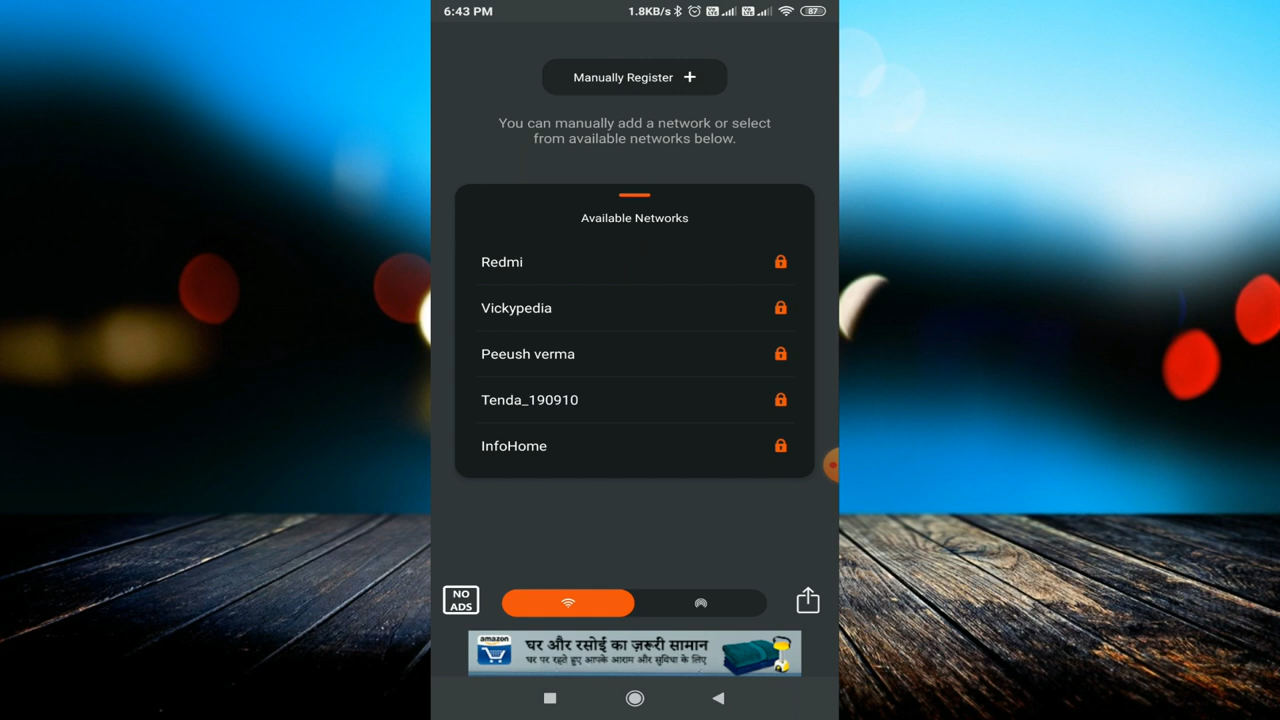 6:43 PM
1.8KB/s
87
Manually Register +
You can manually add a network or select
from available networks below.
Available Networks
Redmi
Vickypedia
Peeush verma
Tenda_190910
InfoHome
NO
ADS
amazon
घर और रसोई का ज़रूरी सामान
घर पर रहते हुए आपके आराम और सुविधा के लिए